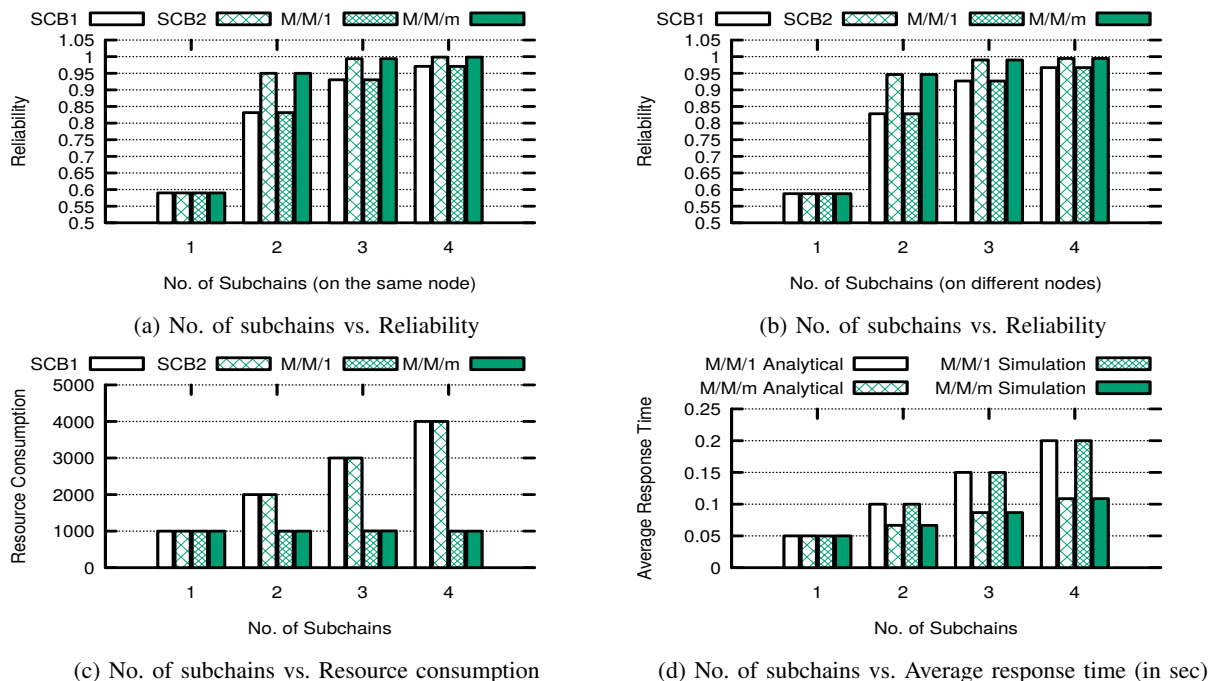 SCB1 SCB2 M/M/1 M/M/m
1.05
1
0.95
0.9
0.85
0.8
0.75
0.7
0.65
0.6
0.55
0.5
Reliability
1 2 3 4
No. of Subchains (on the same node)
(a) No. of subchains vs. Reliability
SCB1 SCB2 M/M/1 M/M/m
1.05
1
0.95
0.9
0.85
0.8
0.75
0.7
0.65
0.6
0.55
0.5
Reliability
1 2 3 4
No. of Subchains (on different nodes)
(b) No. of subchains vs. Reliability
SCB1 SCB2 M/M/1 M/M/m
5000
4000
3000
2000
1000
0
Resource Consumption
1 2 3 4
No. of Subchains
(c) No. of subchains vs. Resource consumption
M/M/1 Analytical M/M/1 Simulation
M/M/m Analytical M/M/m Simulation
0.25
0.2
0.15
0.1
0.05
0
Average Response Time
1 2 3 4
No. of Subchains
(d) No. of subchains vs. Average response time (in sec)